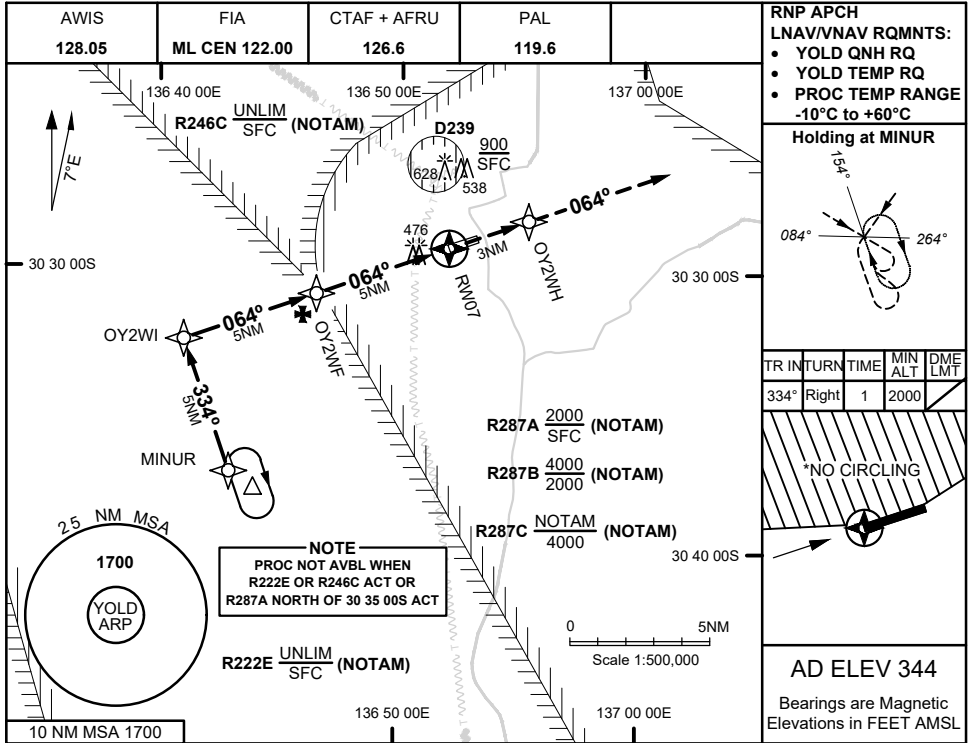 AWIS
128.05
FIA
ML CEN 122.00
CTAF + AFRU
126.6
PAL
119.6
RNP APCH
LNAV/VNAV RQMNTS:
• YOLD QNH RQ
• YOLD TEMP RQ
• PROC TEMP RANGE
-10°C to +60°C
136 40 00E
136 50 00E
137 00 00E
R246C UNLIM
SFC
(NOTAM)
7°E
D239
900
SFC
628
538
476
064°
3NM
OY2WH
RW07
064°
5NM
30 30 00S
30 30 00S
OY2WI
064°
5NM
OY2WF
334°
5NM
MINUR
R287A 2000
SFC
(NOTAM)
R287B 4000
2000
(NOTAM)
R287C NOTAM
4000
(NOTAM)
30 40 00S
25 NM MSA
1700
YOLD
ARP
NOTE
PROC NOT AVBL WHEN
R222E OR R246C ACT OR
R287A NORTH OF 30 35 00S ACT
R222E UNLIM
SFC
(NOTAM)
0
5NM
Scale 1:500,000
136 50 00E
137 00 00E
10 NM MSA 1700
Holding at MINUR
154°
084°
264°
TR IN
TURN
TIME
MIN
ALT
DME
LMT
334°
Right
1
2000
*NO CIRCLING
AD ELEV 344
Bearings are Magnetic
Elevations in FEET AMSL